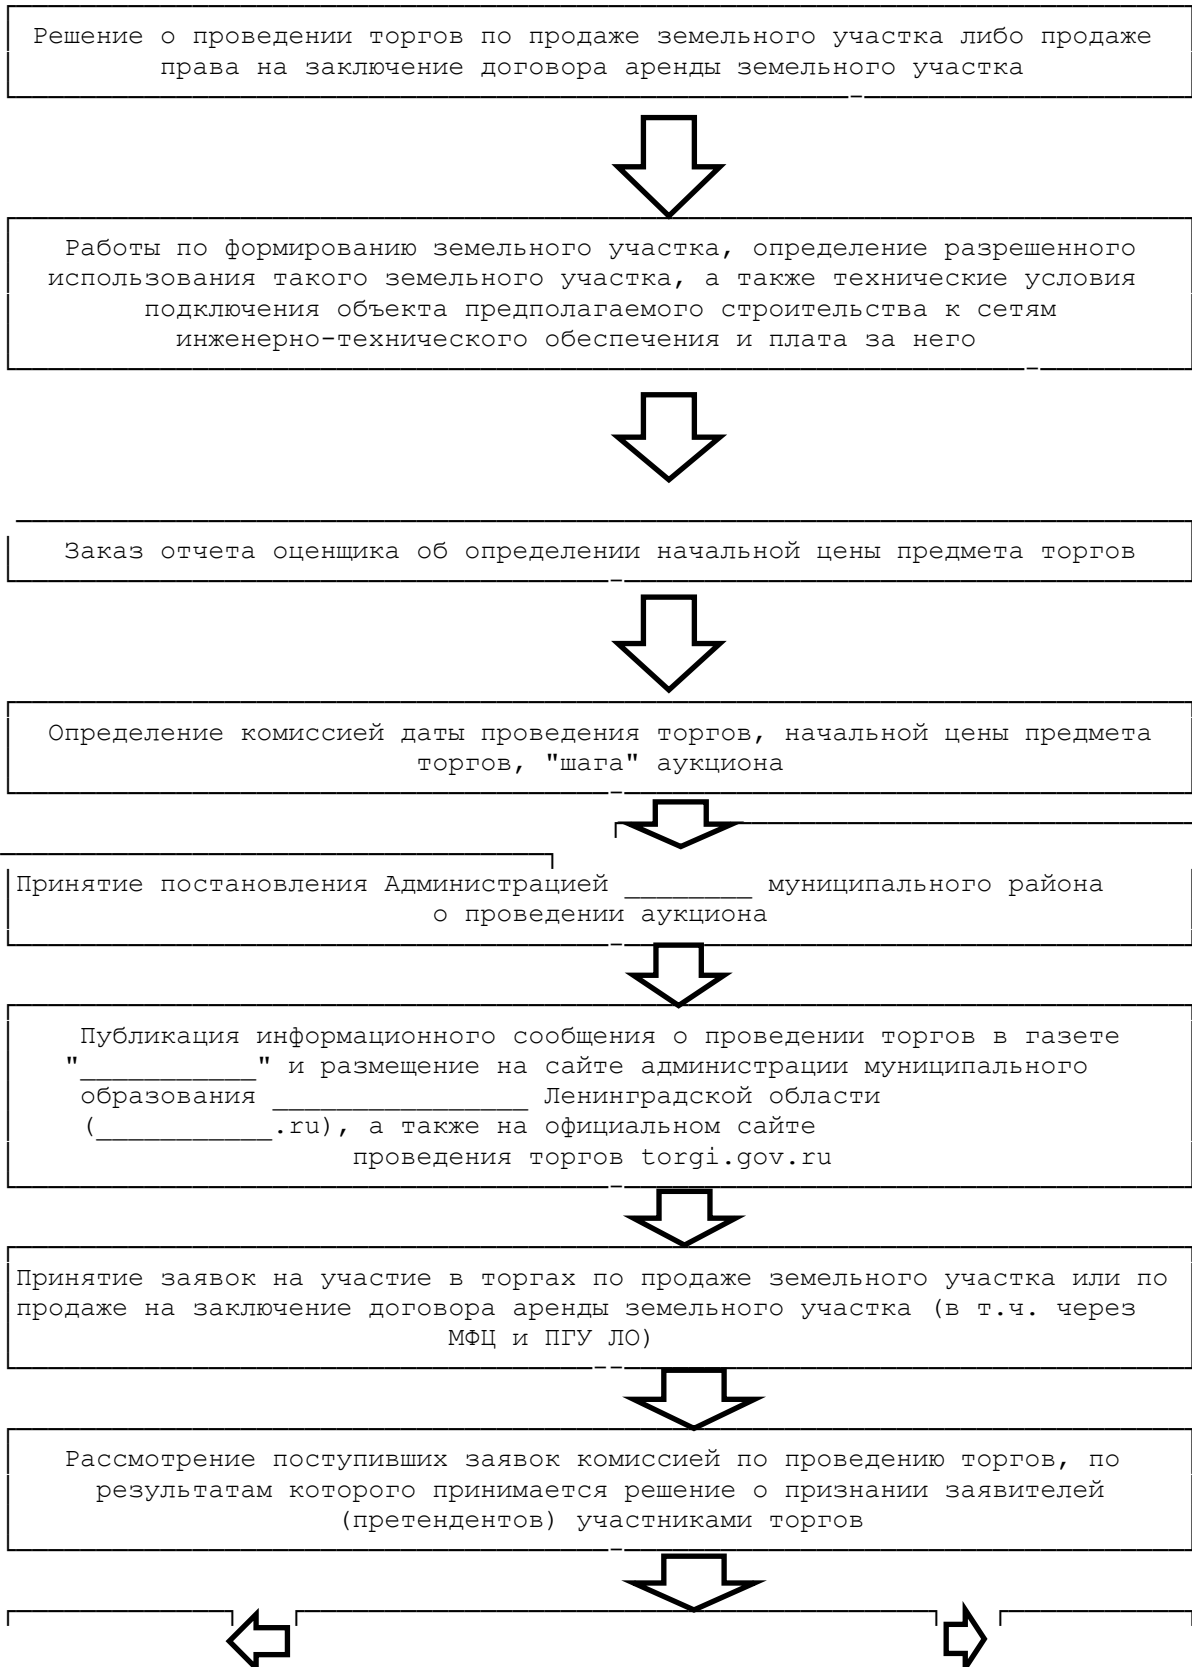 Решение о проведении торгов по продаже земельного участка либо продаже
права на заключение договора аренды земельного участка
Работы по формированию земельного участка, определение разрешенного
использования такого земельного участка, а также технические условия
подключения объекта предполагаемого строительства к сетям
инженерно-технического обеспечения и плата за него
Заказ отчета оценщика об определении начальной цены предмета торгов
Определение комиссией даты проведения торгов, начальной цены предмета
торгов, "шага" аукциона
Принятие постановления Администрацией ________ муниципального района
о проведении аукциона
Публикация информационного сообщения о проведении торгов в газете
"___________" и размещение на сайте администрации муниципального
образования ________________ Ленинградской области
(___________.ru), а также на официальном сайте
проведения торгов torgi.gov.ru
Принятие заявок на участие в торгах по продаже земельного участка или по
продаже на заключение договора аренды земельного участка (в т.ч. через
МФЦ и ПГУ ЛО)
Рассмотрение поступивших заявок комиссией по проведению торгов, по
результатам которого принимается решение о признании заявителей
(претендентов) участниками торгов